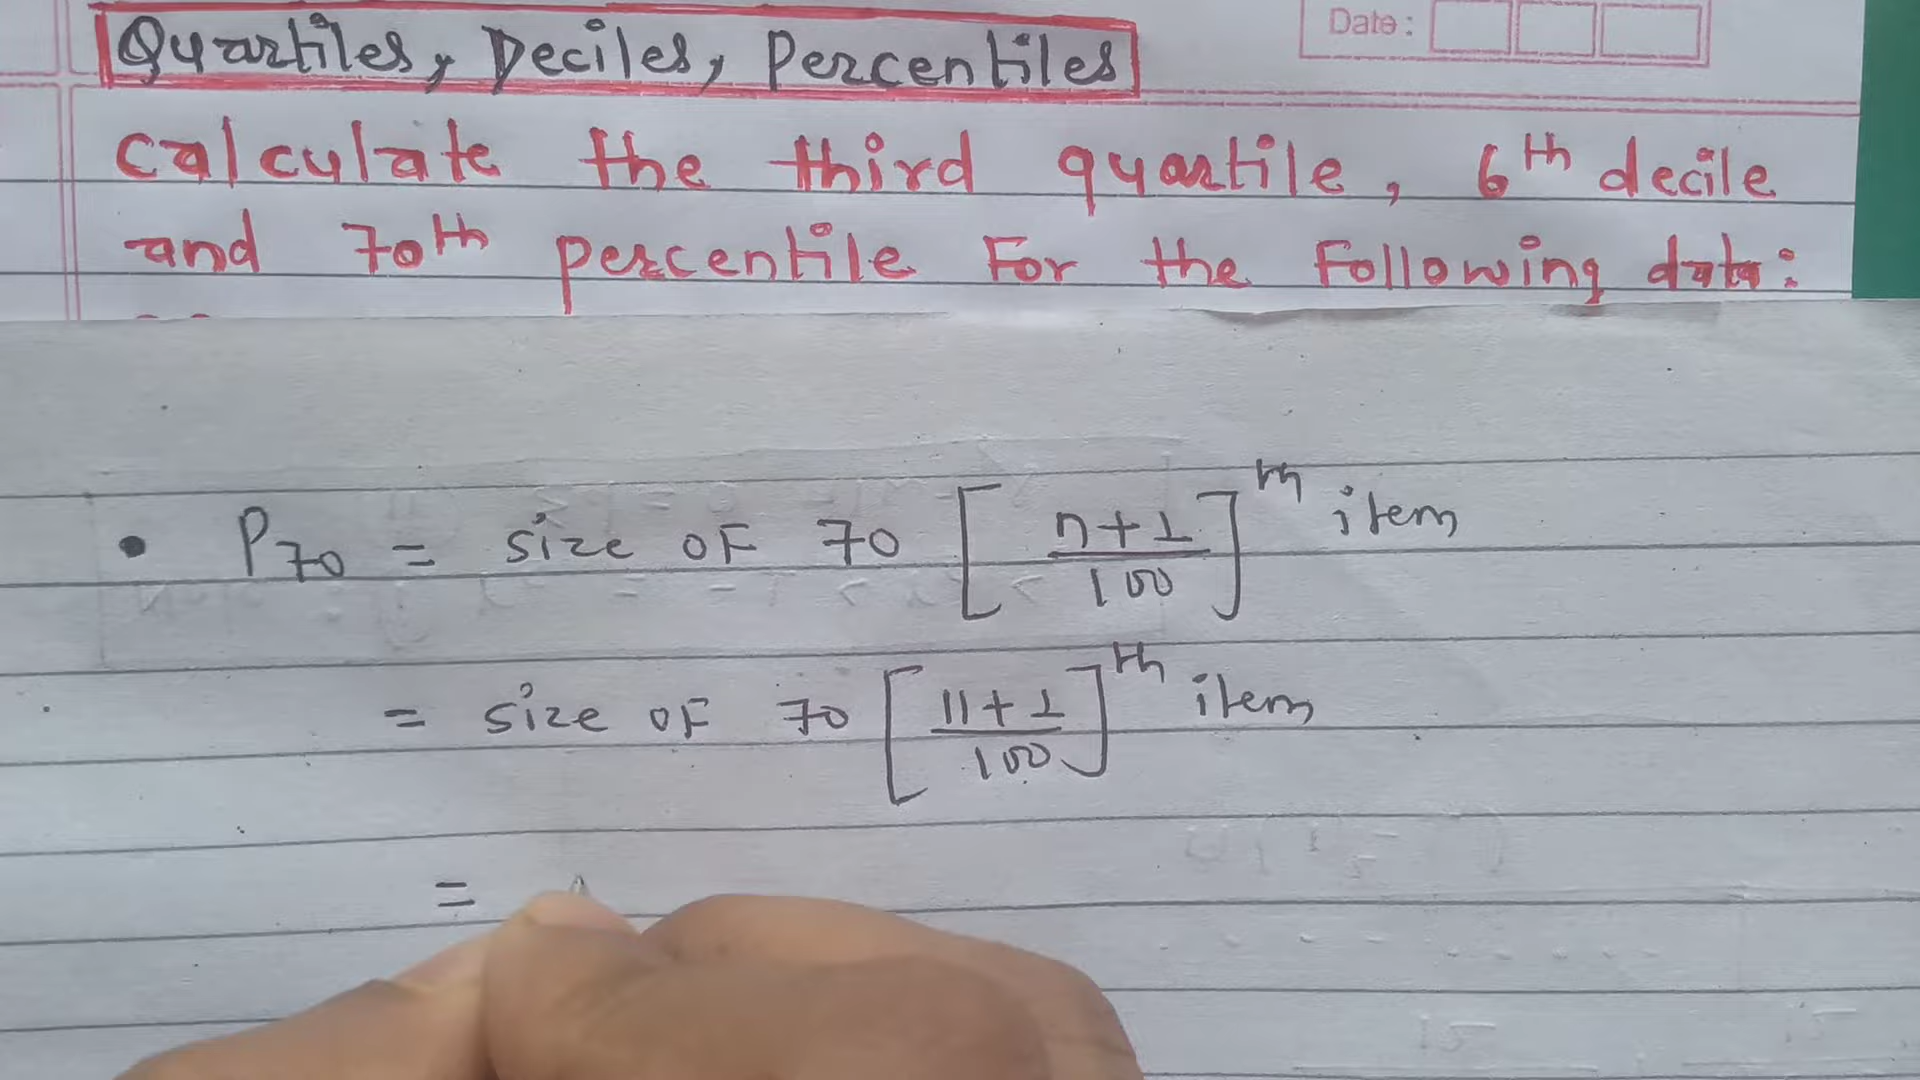 Date:
Quartiles, Deciles, Percentiles
calculate the third quartile, 6th decile
and 70th percentile For the Following data:
• P70 = size OF 70 [n+1/100]th item
= size OF 70 [11+1/100]th item
=